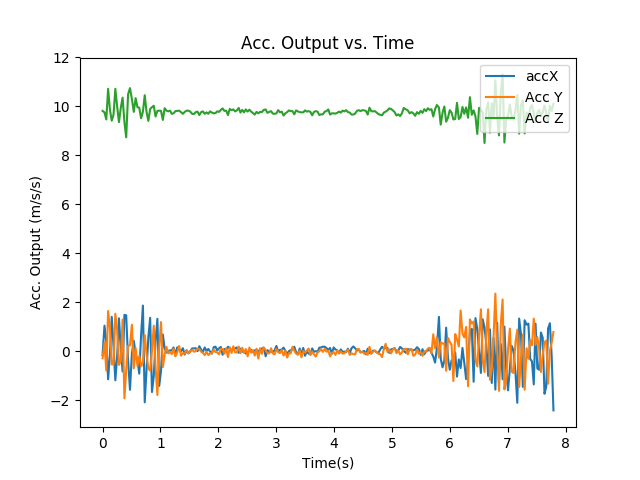 Acc. Output vs. Time
accX
Acc Y
Acc Z
Acc. Output (m/s/s)
12
10
8
6
4
2
0
−2
0 1 2 3 4 5 6 7 8
Time(s)